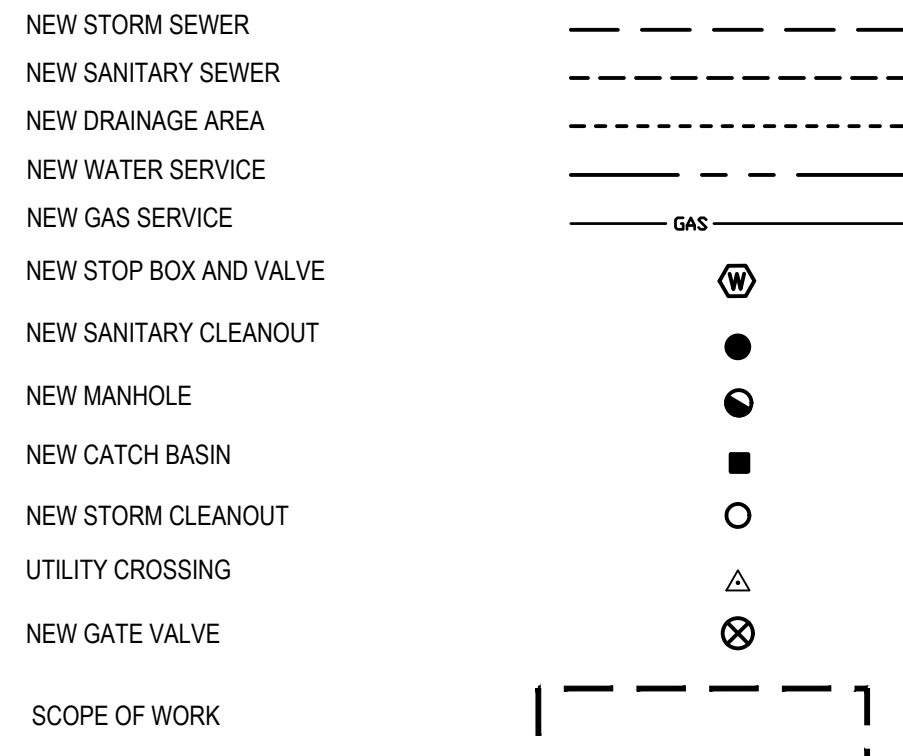 NEW STORM SEWER
NEW SANITARY SEWER
NEW DRAINAGE AREA
NEW WATER SERVICE
NEW GAS SERVICE GAS
NEW STOP BOX AND VALVE W
NEW SANITARY CLEANOUT
NEW MANHOLE
NEW CATCH BASIN
NEW STORM CLEANOUT
UTILITY CROSSING
NEW GATE VALVE
SCOPE OF WORK